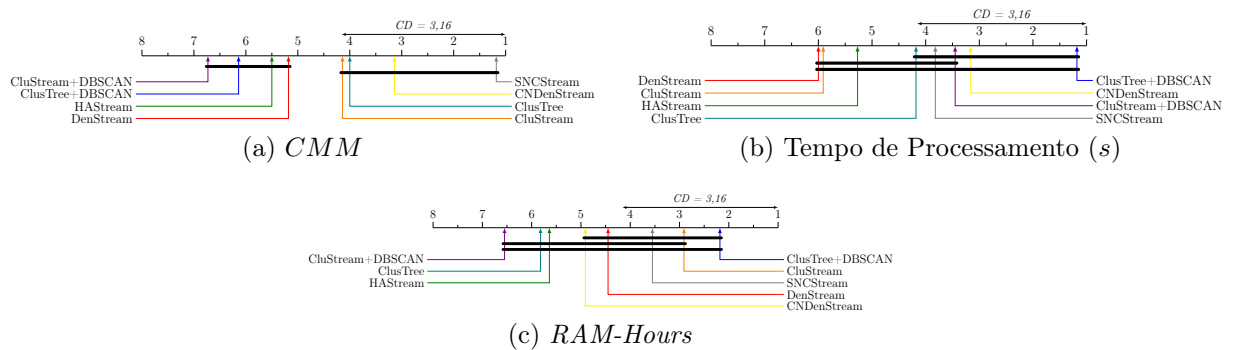 CD = 3,16
8 7 6 5 4 3 2 1
CluStream+DBSCAN
ClusTree+DBSCAN
HAStream
DenStream
SNCStream
CNDenStream
ClusTree
CluStream
(a) CMM
CD = 3,16
8 7 6 5 4 3 2 1
DenStream
CluStream
HAStream
ClusTree
ClusTree+DBSCAN
CNDenStream
CluStream+DBSCAN
SNCStream
(b) Tempo de Processamento (s)
CD = 3,16
8 7 6 5 4 3 2 1
CluStream+DBSCAN
ClusTree
HAStream
ClusTree+DBSCAN
CluStream
SNCStream
DenStream
CNDenStream
(c) RAM-Hours